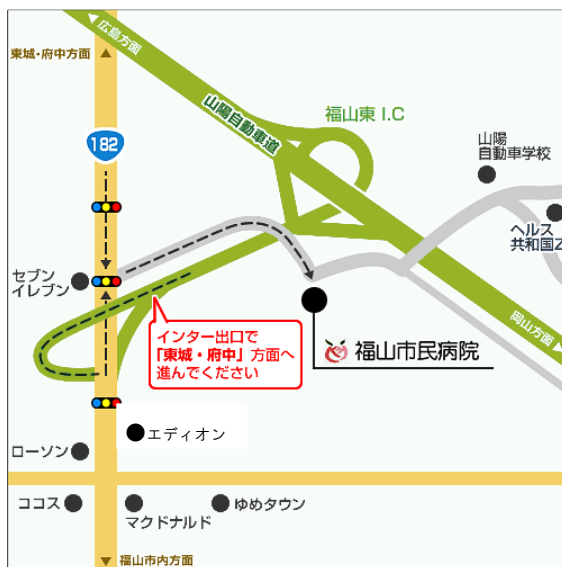 広島方面
東城・府中方面
山陽自動車道
福山東 I.C
182
山陽
自動車学校
ヘルス
共和国Z
セブン
イレブン
岡山方面
インター出口で
「東城・府中」方面へ
進んでください
福山市民病院
エディオン
ローソン
ココス
マクドナルド
ゆめタウン
福山市内方面